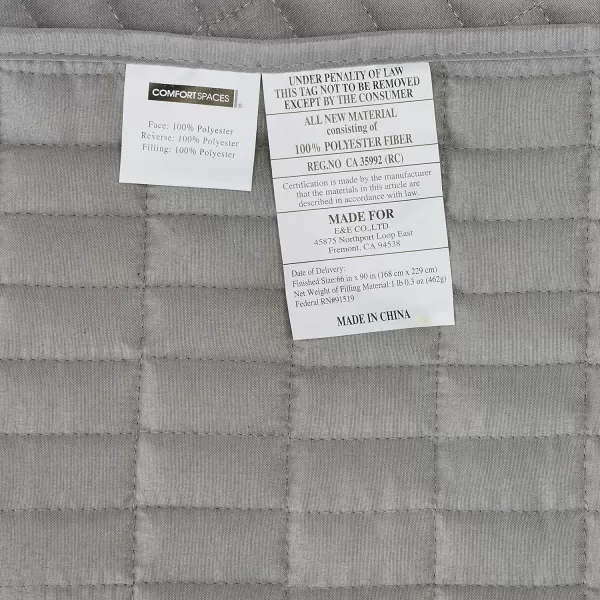 COMFORT SPACES®
Face: 100% Polyester
Reverse: 100% Polyester
Filling: 100% Polyester
UNDER PENALTY OF LAW
THIS TAG NOT TO BE REMOVED
EXCEPT BY THE CONSUMER
ALL NEW MATERIAL
consisting of
100% POLYESTER FIBER
REG.NO CA 35992 (RC)
Certification is made by the manufacturer
that the materials in this article are
described in accordance with law.
MADE FOR
E&E CO.,LTD.
45875 Northport Loop East
Fremont, CA 94538
Date of Delivery:
Finished Size:66 in x 90 in (168 cm x 229 cm)
Net Weight of Filling Material:1 lb 0.3 oz (462g)
Federal RN#91519
MADE IN CHINA